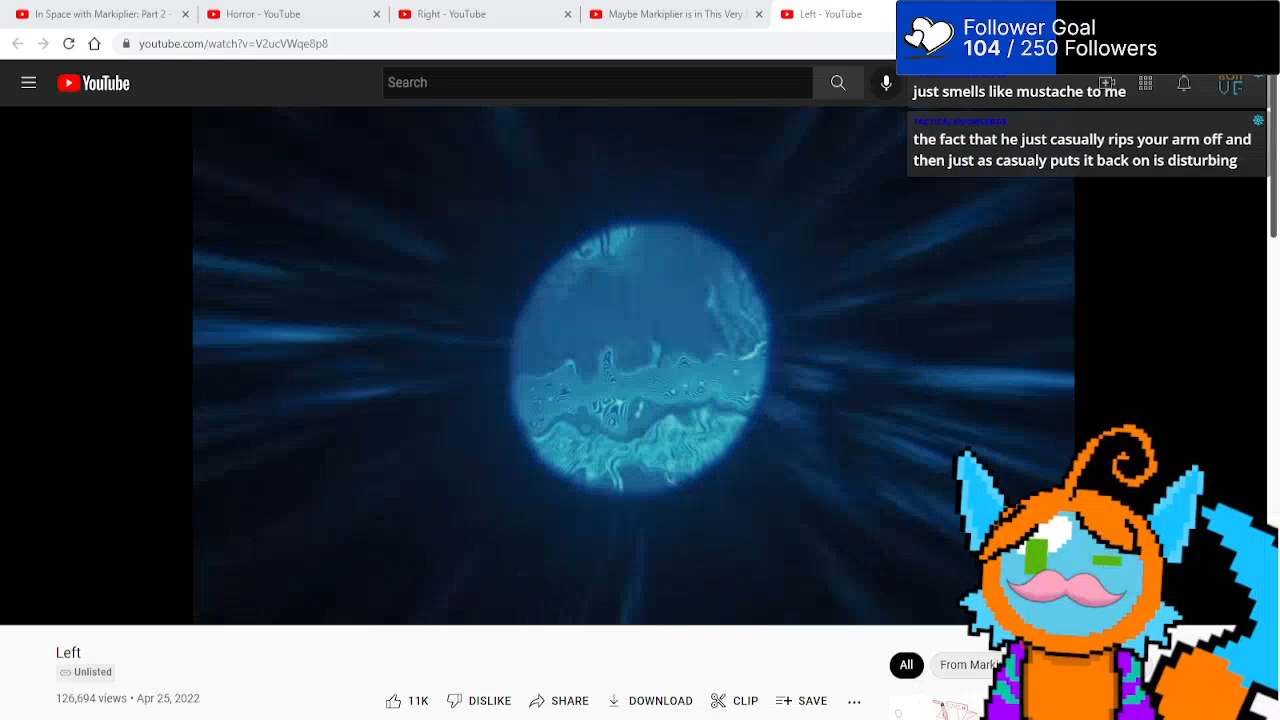 In Space with Markiplier: Part 2 -
Horror - YouTube
Right - YouTube
Maybe Markiplier is in This Very
Left - YouTube
youtube.com/watch?v=V2ucVWqe8p8
Follower Goal
104 / 250 Followers
YouTube
Search
just smells like mustache to me
the fact that he just casually rips your arm off and
then just as casualy puts it back on is disturbing
Left
Unlisted
126,694 views • Apr 25, 2022
DISLIKE
SHARE
DOWNLOAD
CLIP
SAVE
All